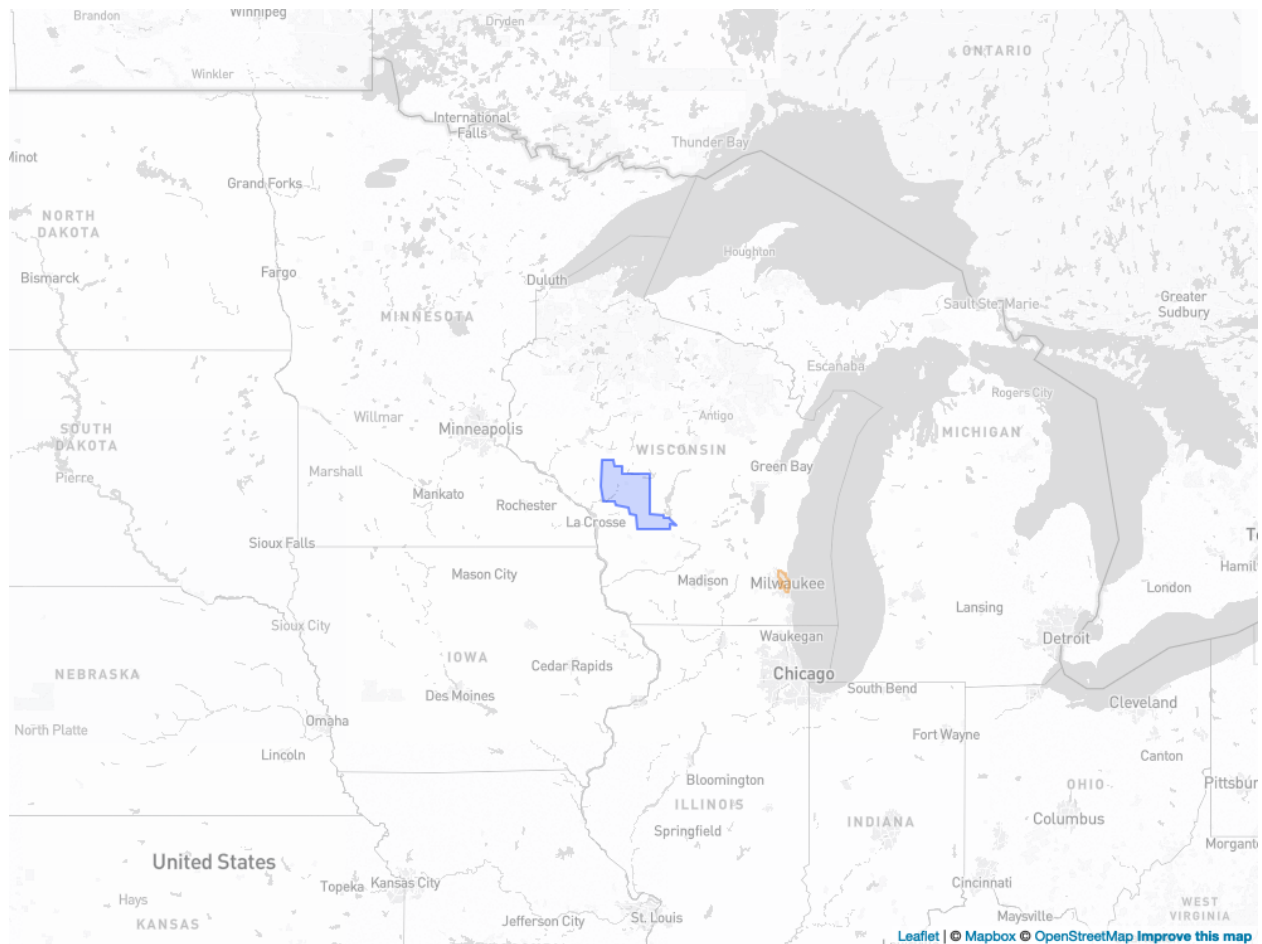 Brandon
Winnipeg
Dryden
ONTARIO
Winkler
International
Falls
Thunder Bay
Minot
Grand Forks
NORTH
DAKOTA
Houghton
Bismarck
Fargo
Duluth
Sault Ste. Marie
Greater
Sudbury
MINNESOTA
Escanaba
Rogers City
Willmar
Antigo
SOUTH
DAKOTA
Minneapolis
MICHIGAN
WISCONSIN
Green Bay
Pierre
Marshall
Mankato
Rochester
La Crosse
Sioux Falls
Hamil
Mason City
Madison
Milwaukee
London
Lansing
Sioux City
Waukegan
Detroit
IOWA
Cedar Rapids
NEBRASKA
Chicago
South Bend
Des Moines
Cleveland
Omaha
North Platte
Fort Wayne
Lincoln
Canton
Bloomington
Pittsbur
ILLINOIS
OHIO
Springfield
INDIANA
Columbus
Morgant
United States
Topeka
Kansas City
Cincinnati
Hays
WEST
VIRGINIA
KANSAS
Jefferson City
St. Louis
Maysville
Leaflet | © Mapbox © OpenStreetMap Improve this map